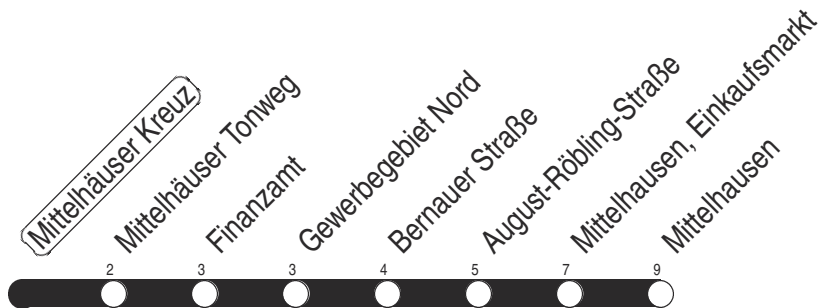 Mittelhäuser Kreuz
Mittelhäuser Tonweg
Finanzamt
Gewerbegebiet Nord
Bernauer Straße
August-Röbling-Straße
Mittelhausen, Einkaufsmarkt
Mittelhausen
2 3 3 4 5 7 9